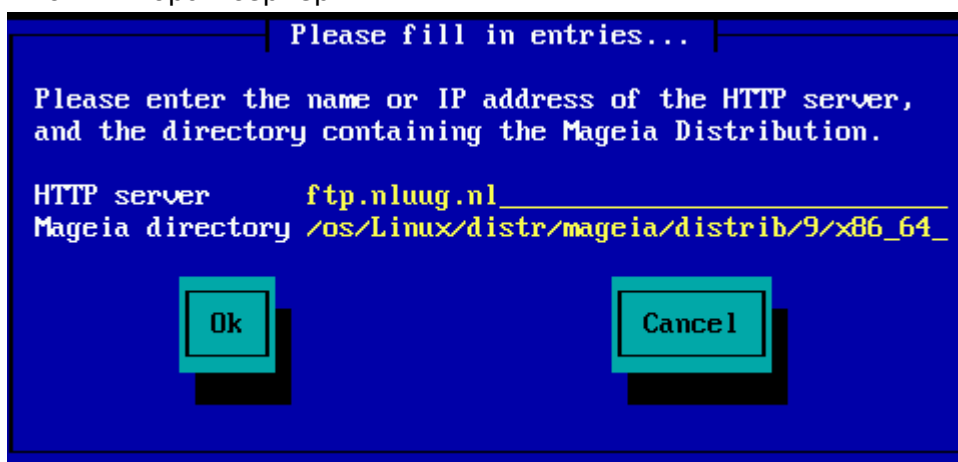 Please fill in entries...
Please enter the name or IP address of the HTTP server,
and the directory containing the Mageia Distribution.
HTTP server ftp.nluug.nl
Mageia directory /os/Linux/distr/mageia/distrib/9/x86_64_
Ok Cancel